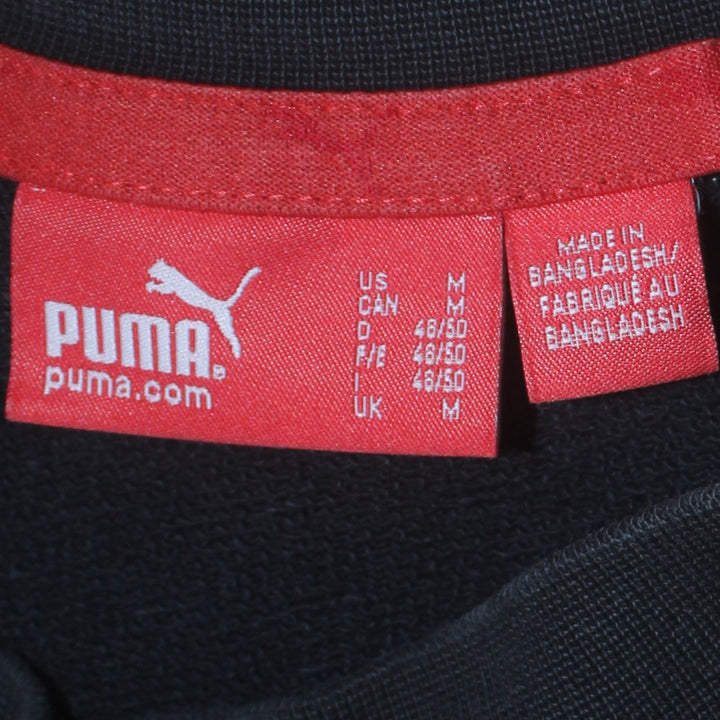 PUMA®
puma.com
US M
CAN M
D 48/50
F/E 48/50
I 48/50
UK M
MADE IN
BANGLADESH/
FABRIQUÉ AU
BANGLADESH